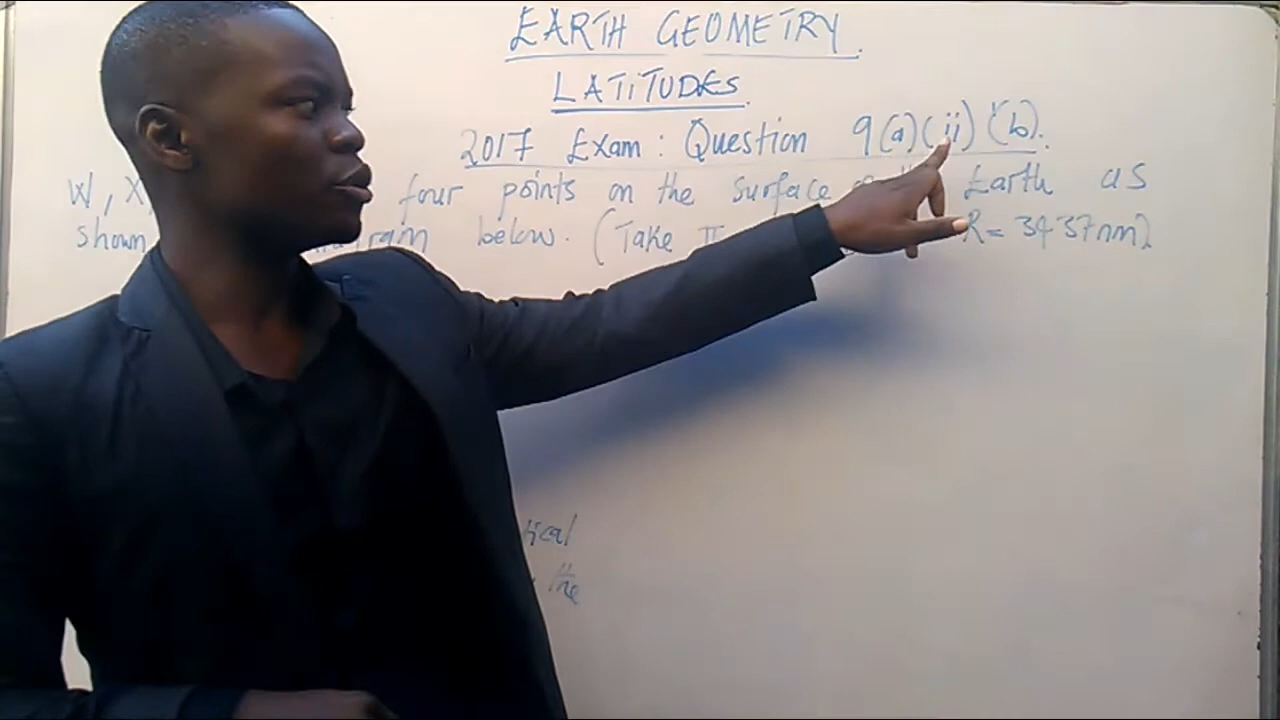 EARTH GEOMETRY
LATITUDES
2017 Exam: Question 9(a)(ii) (b).
W, X, four points on the surface Earth as
shown below. (Take π R = 3437nm)
the